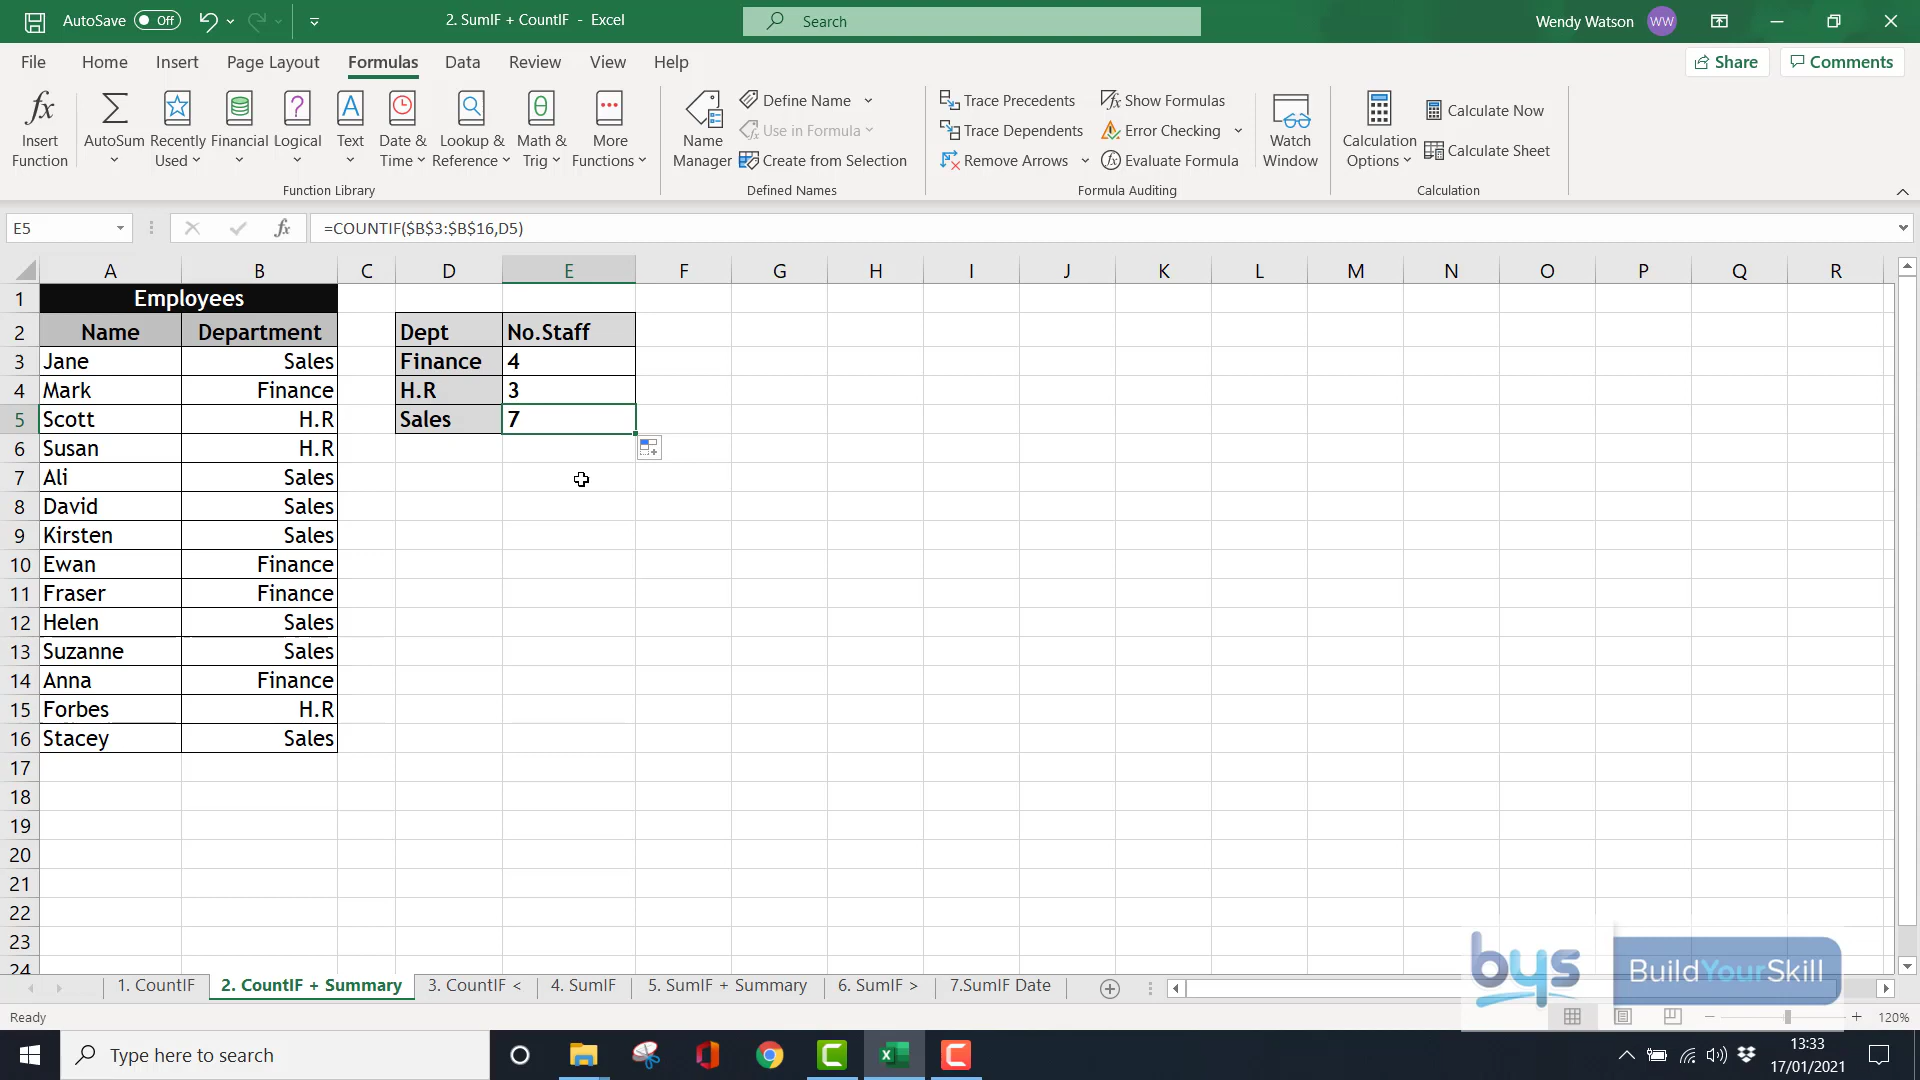 AutoSave Off 2. SumIF + CountIF - Excel Search Wendy Watson WW
File Home Insert Page Layout Formulas Data Review View Help Share Comments
Insert Function
AutoSum
Recently Used
Financial
Logical
Text
Date & Time
Lookup & Reference
Math & Trig
More Functions
Function Library
Name Manager
Define Name
Use in Formula
Create from Selection
Defined Names
Trace Precedents
Trace Dependents
Remove Arrows
Show Formulas
Error Checking
Evaluate Formula
Formula Auditing
Watch Window
Calculation Options
Calculate Now
Calculate Sheet
Calculation
E5 fx =COUNTIF($B$3:$B$16,D5)
A B C D E F G H I J K L M N O P Q R
1 Employees
2 Name Department Dept No.Staff
3 Jane Sales Finance 4
4 Mark Finance H.R 3
5 Scott H.R Sales 7
6 Susan H.R
7 Ali Sales
8 David Sales
9 Kirsten Sales
10 Ewan Finance
11 Fraser Finance
12 Helen Sales
13 Suzanne Sales
14 Anna Finance
15 Forbes H.R
16 Stacey Sales
17
18
19
20
21
22
23
24
bys BuildYourSkill
1. CountIF 2. CountIF + Summary 3. CountIF < 4. SumIF 5. SumIF + Summary 6. SumIF > 7.SumIF Date
Ready 120%
Type here to search 13:33
17/01/2021